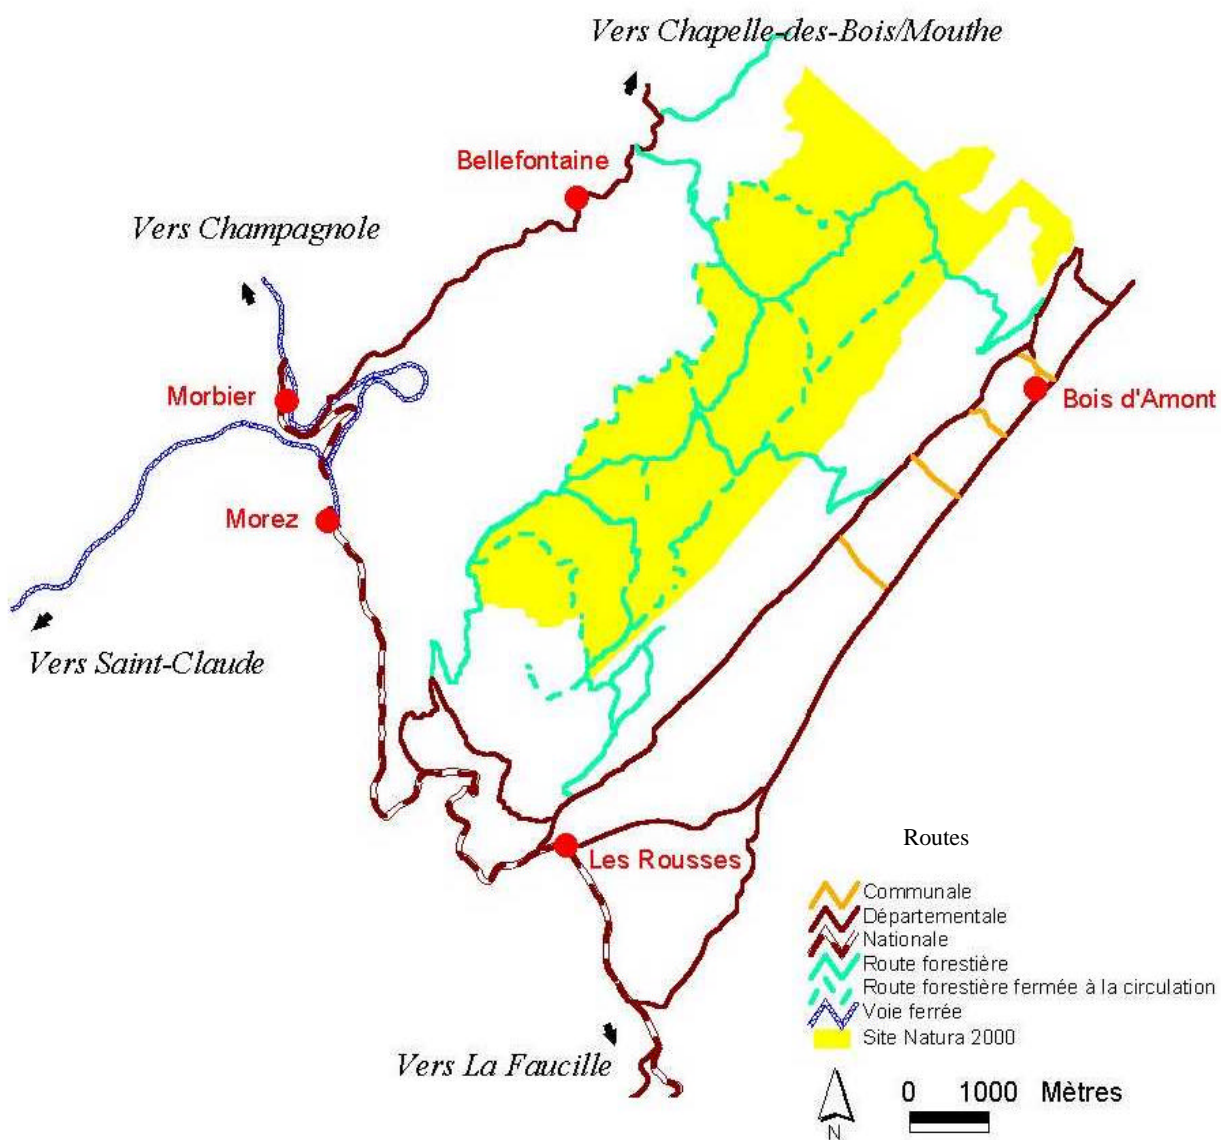 Vers Chapelle-des-Bois/Mouthe
Bellefontaine
Vers Champagnole
Morbier
Bois d'Amont
Morez
Vers Saint-Claude
Les Rousses
Routes
Communale
Départementale
Nationale
Route forestière
Route forestière fermée à la circulation
Voie ferrée
Site Natura 2000
Vers La Faucille
0 1000 Mètres
N